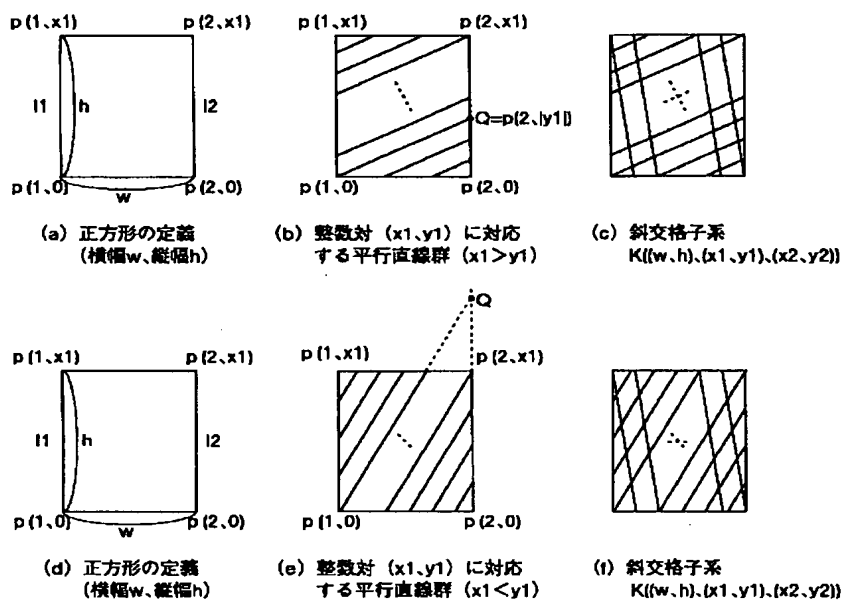 p(1、x1)
p(2、x1)
l1
h
l2
p(1、0)
w
p(2、0)
(a) 正方形の定義
(横幅w、縦幅h)
p(1、x1)
p(2、x1)
Q=p(2、|y1|)
p(1、0)
p(2、0)
(b) 整数対 (x1、y1) に対応
する平行直線群 (x1>y1)
(c) 斜交格子系
K((w、h)、(x1、y1)、(x2、y2))
p(1、x1)
p(2、x1)
l1
h
l2
p(1、0)
w
p(2、0)
(d) 正方形の定義
(横幅w、縦幅h)
Q
p(1、x1)
p(2、x1)
p(1、0)
p(2、0)
(e) 整数対 (x1、y1) に対応
する平行直線群 (x1<y1)
(f) 斜交格子系
K((w、h)、(x1、y1)、(x2、y2))